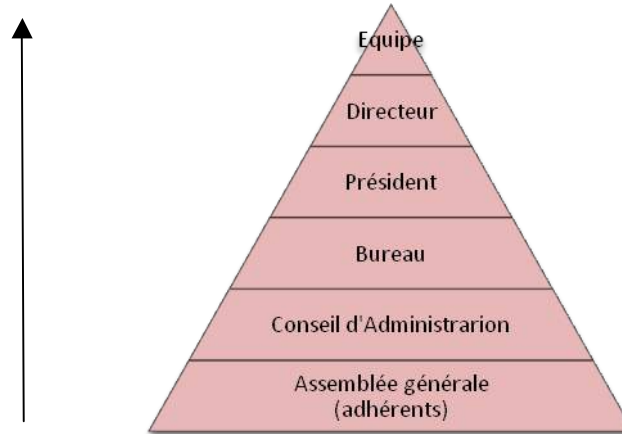 Equipe
Directeur
Président
Bureau
Conseil d'Administrarion
Assemblée générale
(adhérents)